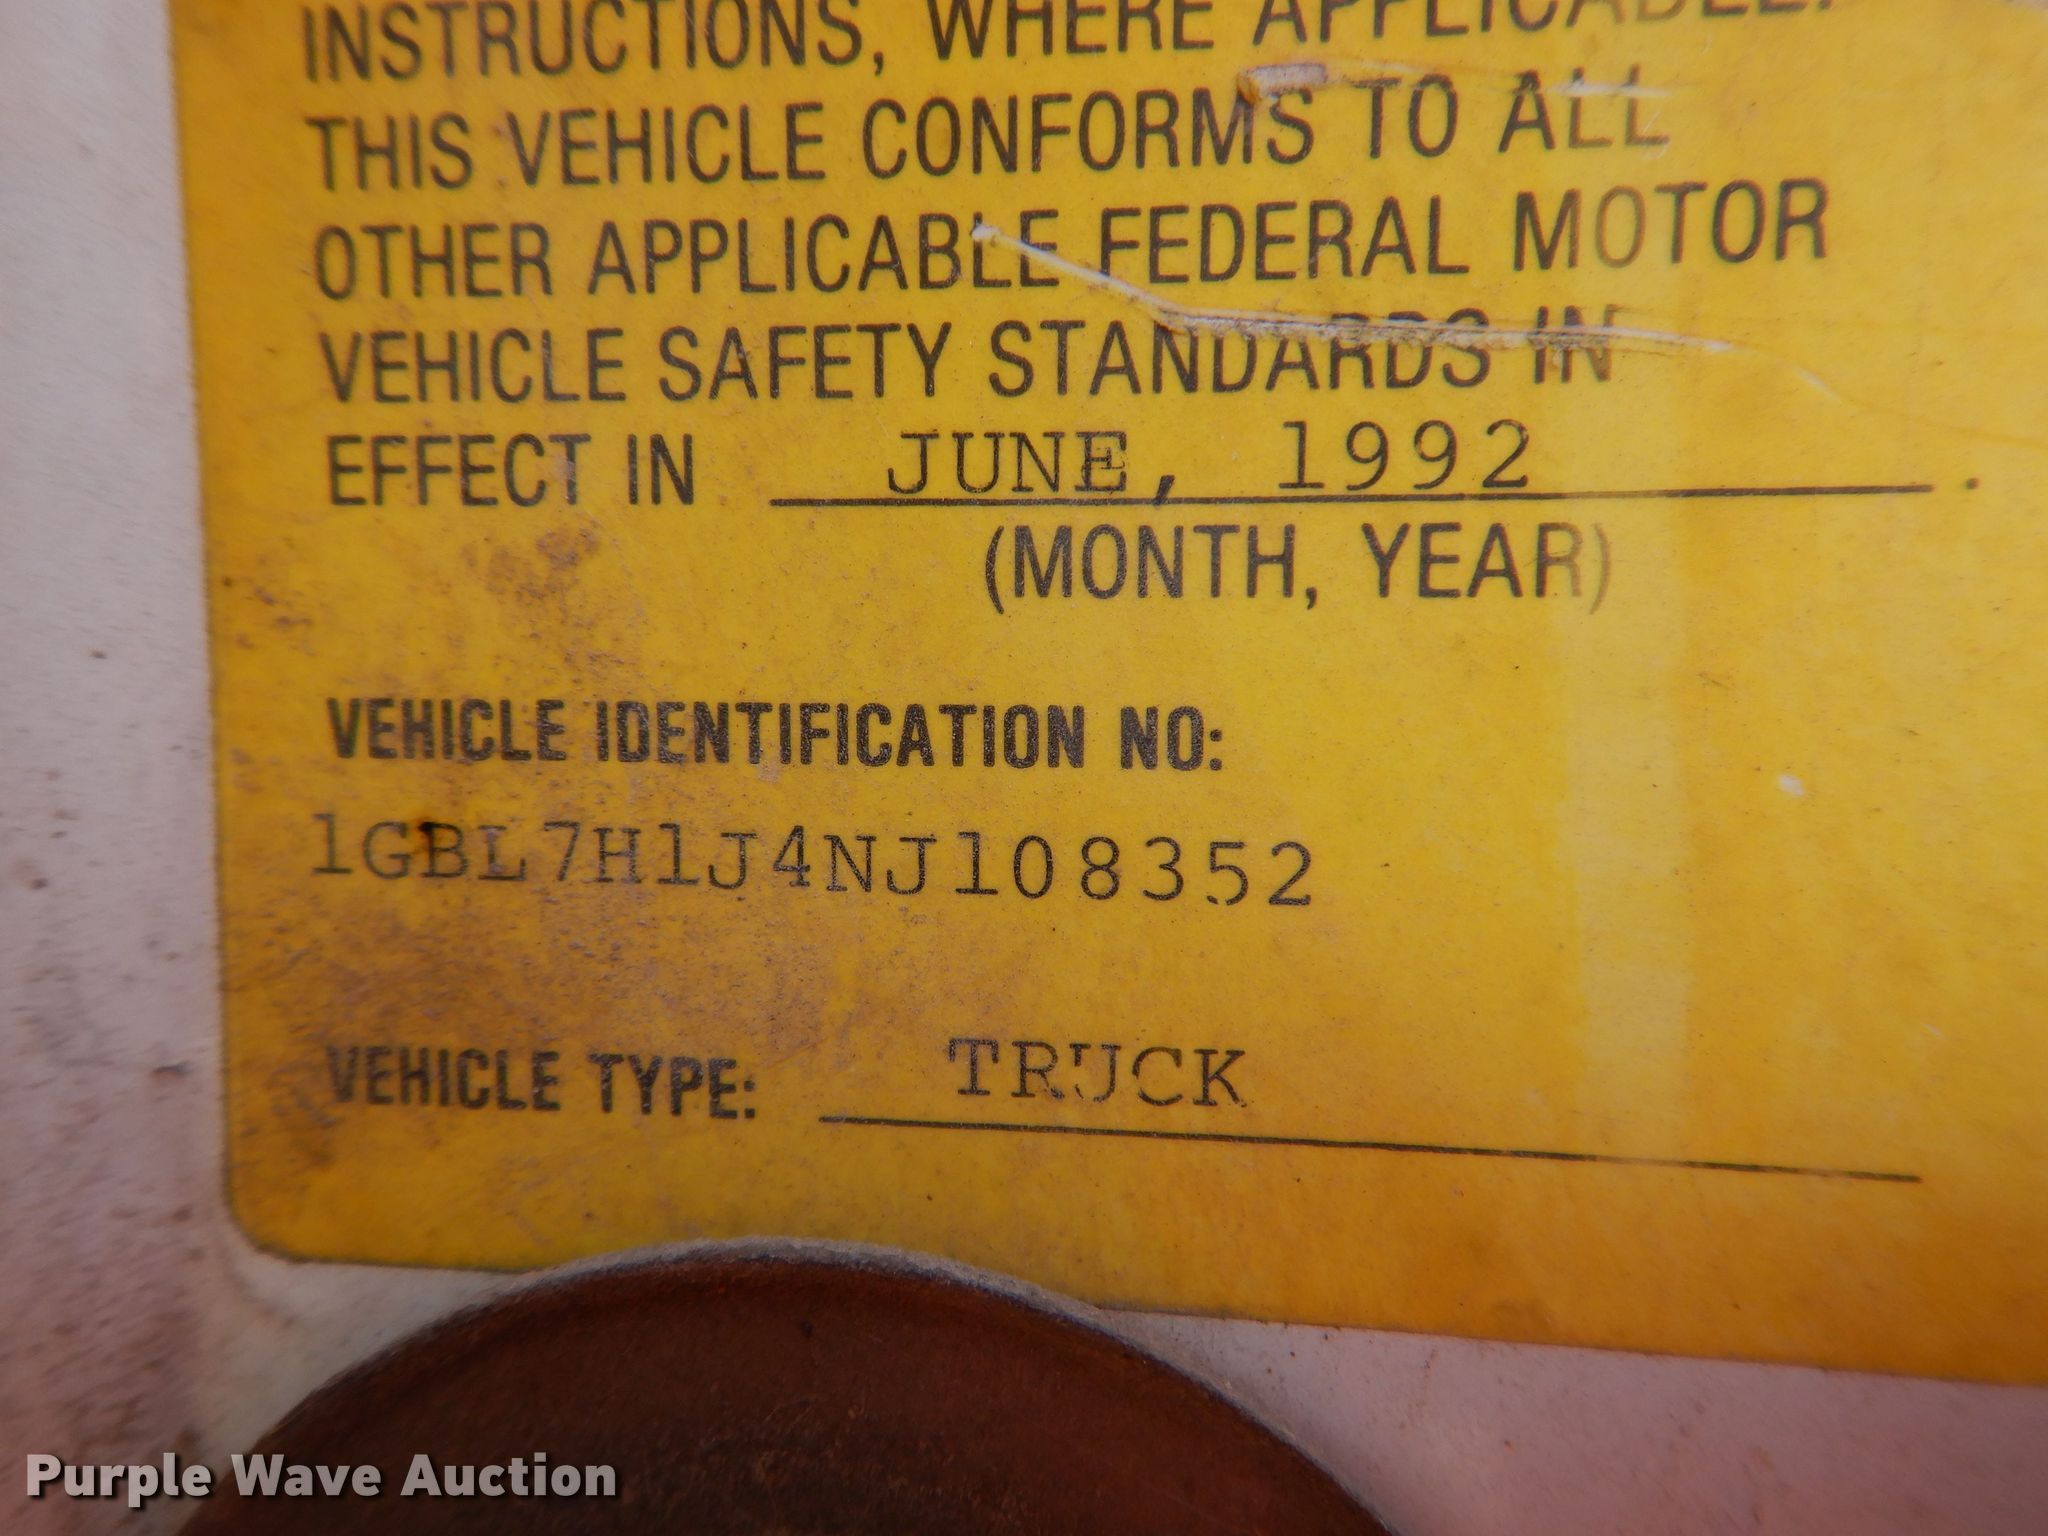 INSTRUCTIONS, WHERE APPLICABLE.
THIS VEHICLE CONFORMS TO ALL
OTHER APPLICABLE FEDERAL MOTOR
VEHICLE SAFETY STANDARDS IN
EFFECT IN JUNE, 1992.
(MONTH, YEAR)
VEHICLE IDENTIFICATION NO:
1GBL7H1J4NJ108352
VEHICLE TYPE: TRUCK
Purple Wave Auction